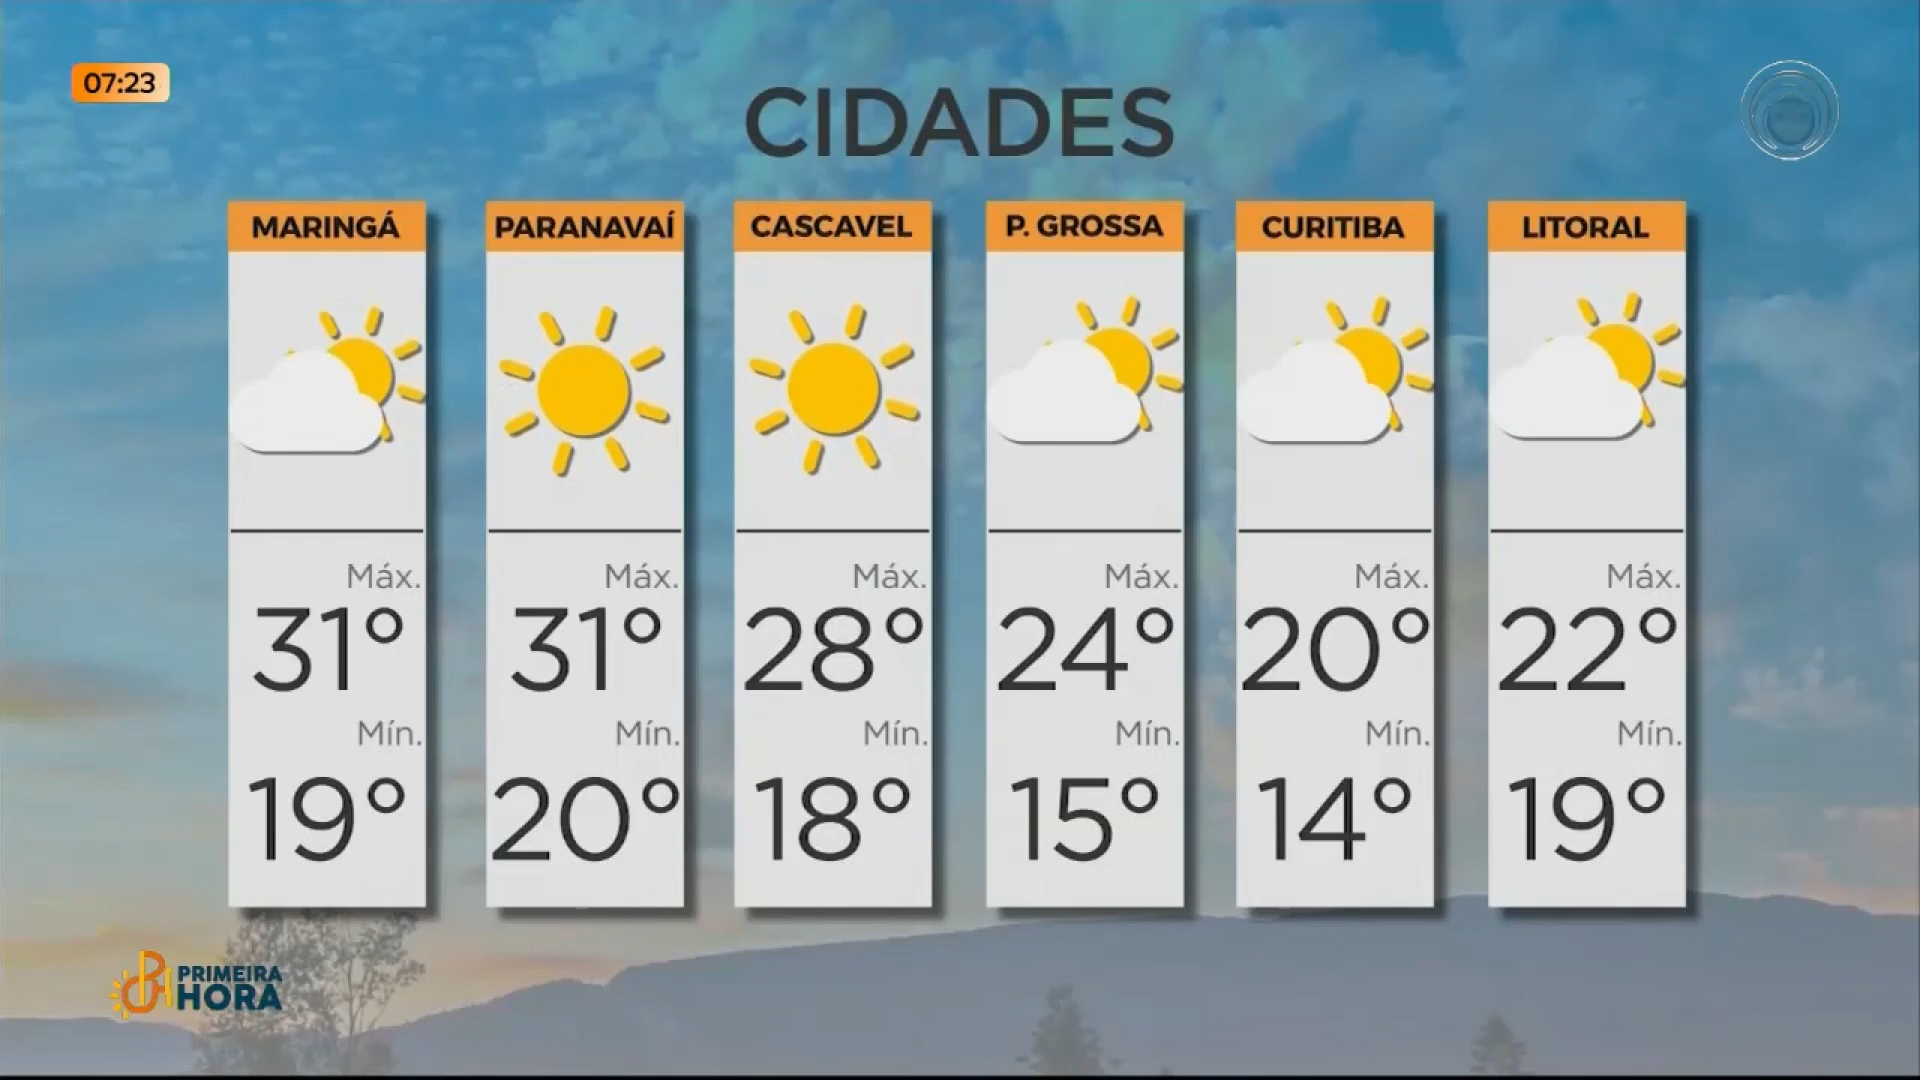 07:23
CIDADES
MARINGÁ
PARANAVAÍ
CASCAVEL
P. GROSSA
CURITIBA
LITORAL
Máx. Máx. Máx. Máx. Máx. Máx.
31° 31° 28° 24° 20° 22°
Mín. Mín. Mín. Mín. Mín. Mín.
19° 20° 18° 15° 14° 19°
PRIMEIRA
HORA